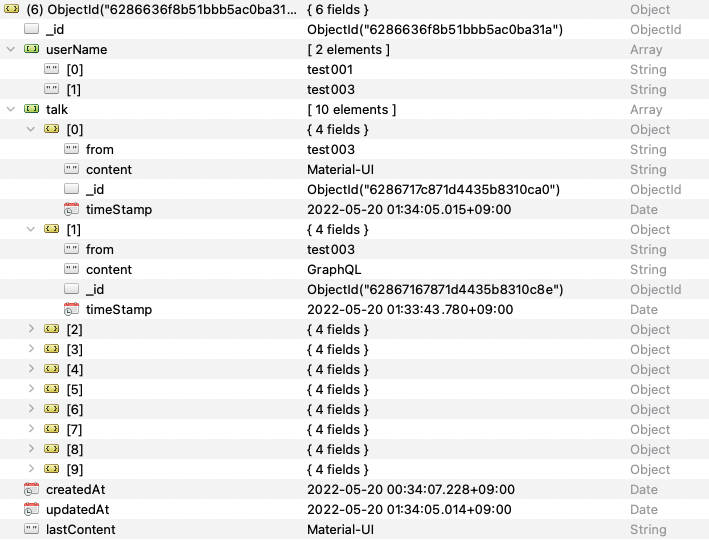 (6) ObjectId("6286636f8b51bbb5ac0ba31... { 6 fields } Object
_id ObjectId("6286636f8b51bbb5ac0ba31a") ObjectId
userName [ 2 elements ] Array
[0] test001 String
[1] test003 String
talk [ 10 elements ] Array
[0] { 4 fields } Object
from test003 String
content Material-UI String
_id ObjectId("6286717c871d4435b8310ca0") ObjectId
timeStamp 2022-05-20 01:34:05.015+09:00 Date
[1] { 4 fields } Object
from test003 String
content GraphQL String
_id ObjectId("62867167871d4435b8310c8e") ObjectId
timeStamp 2022-05-20 01:33:43.780+09:00 Date
[2] { 4 fields } Object
[3] { 4 fields } Object
[4] { 4 fields } Object
[5] { 4 fields } Object
[6] { 4 fields } Object
[7] { 4 fields } Object
[8] { 4 fields } Object
[9] { 4 fields } Object
createdAt 2022-05-20 00:34:07.228+09:00 Date
updatedAt 2022-05-20 01:34:05.014+09:00 Date
lastContent Material-UI String